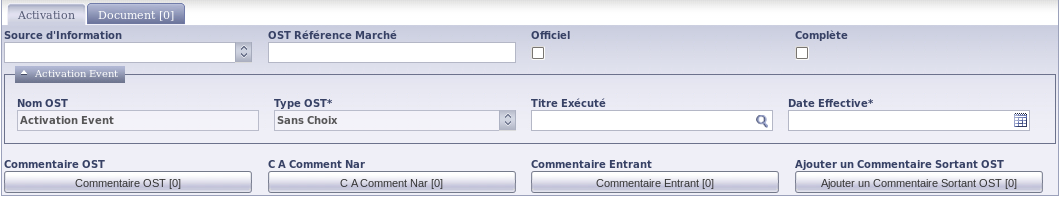 Activation Document [0]
Source d'Information OST Référence Marché Officiel Complète
Activation Event
Nom OST Type OST* Titre Exécuté Date Effective*
Activation Event Sans Choix
Commentaire OST C A Comment Nar Commentaire Entrant Ajouter un Commentaire Sortant OST
Commentaire OST [0] C A Comment Nar [0] Commentaire Entrant [0] Ajouter un Commentaire Sortant OST [0]